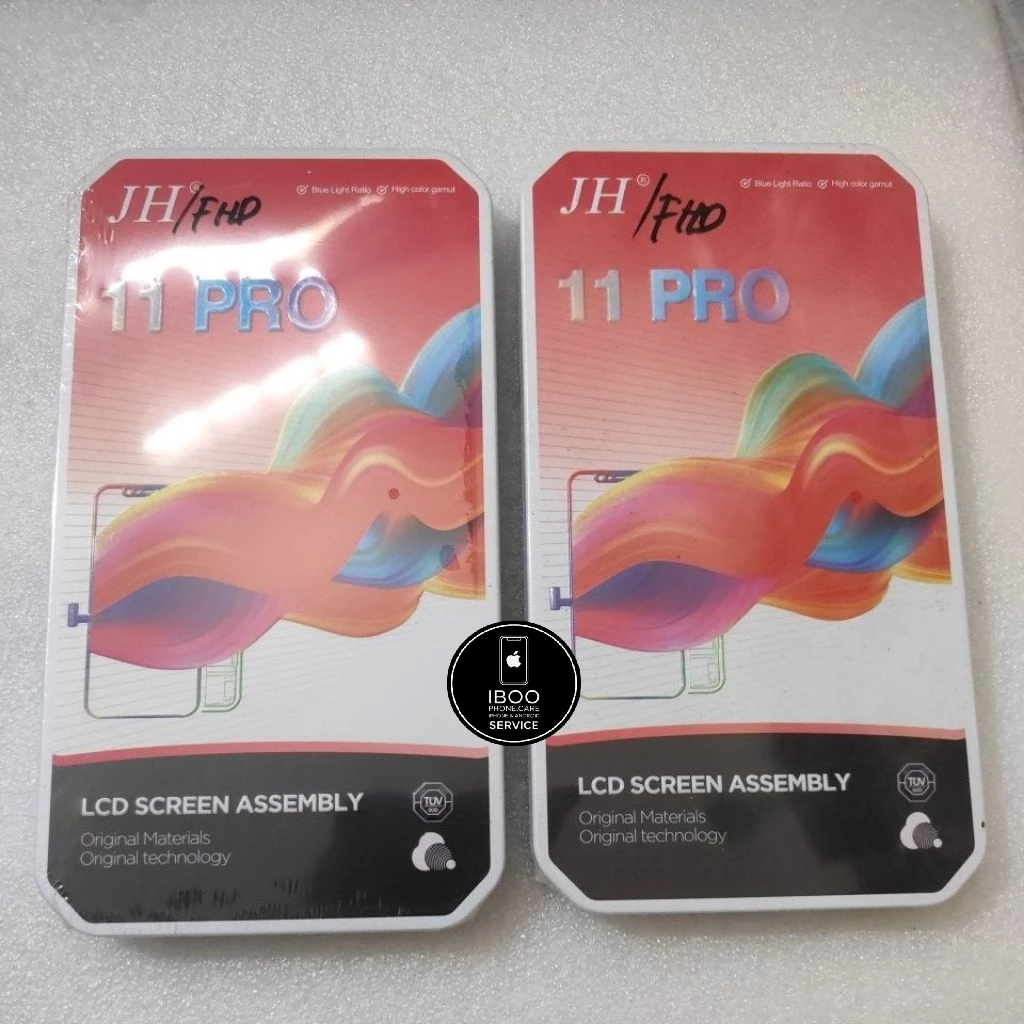 JH® /FHD
Blue Light Ratio High color gamut
11 PRO
LCD SCREEN ASSEMBLY
Original Materials
Original technology
TUV
JH® /FHD
Blue Light Ratio High color gamut
11 PRO
LCD SCREEN ASSEMBLY
Original Materials
Original technology
TUV
IBOO
PHONE.CARE
IPHONE & ANDROID
SERVICE